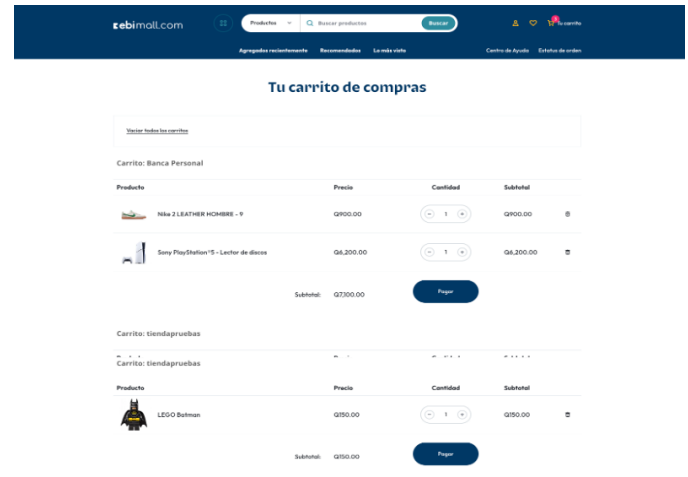 ebimall.com
Productos
Buscar productos
Buscar
2
Tu carrito
Agregados recientemente Recomendados Lo más visto
Centro de Ayuda Estatus de orden
Tu carrito de compras
Vaciar todos los carritos
Carrito: Banca Personal
Producto Precio Cantidad Subtotal
Nike 2 LEATHER HOMBRE - 9 Q900.00 - 1 + Q900.00
Sony PlayStation®5 - Lector de discos Q6,200.00 - 1 + Q6,200.00
Subtotal: Q7,100.00 Pagar
Carrito: tiendapruebas
Carrito: tiendapruebas
Producto Precio Cantidad Subtotal
LEGO Batman Q150.00 - 1 + Q150.00
Subtotal: Q150.00 Pagar